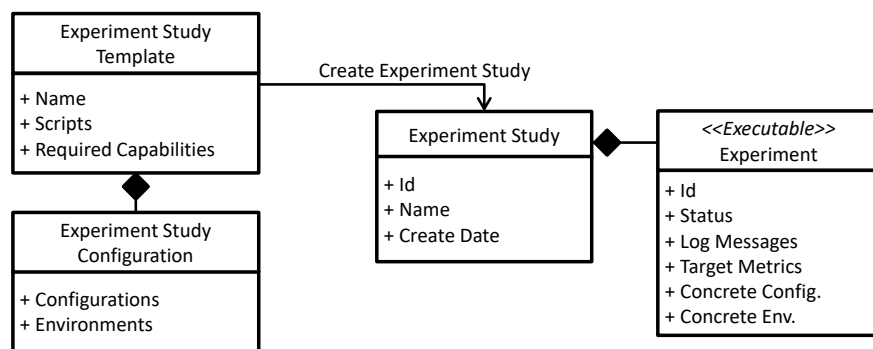 Experiment Study
Template
+ Name
+ Scripts
+ Required Capabilities
Create Experiment Study
Experiment Study
+ Id
+ Name
+ Create Date
<<Executable>>
Experiment
+ Id
+ Status
+ Log Messages
+ Target Metrics
+ Concrete Config.
+ Concrete Env.
Experiment Study
Configuration
+ Configurations
+ Environments